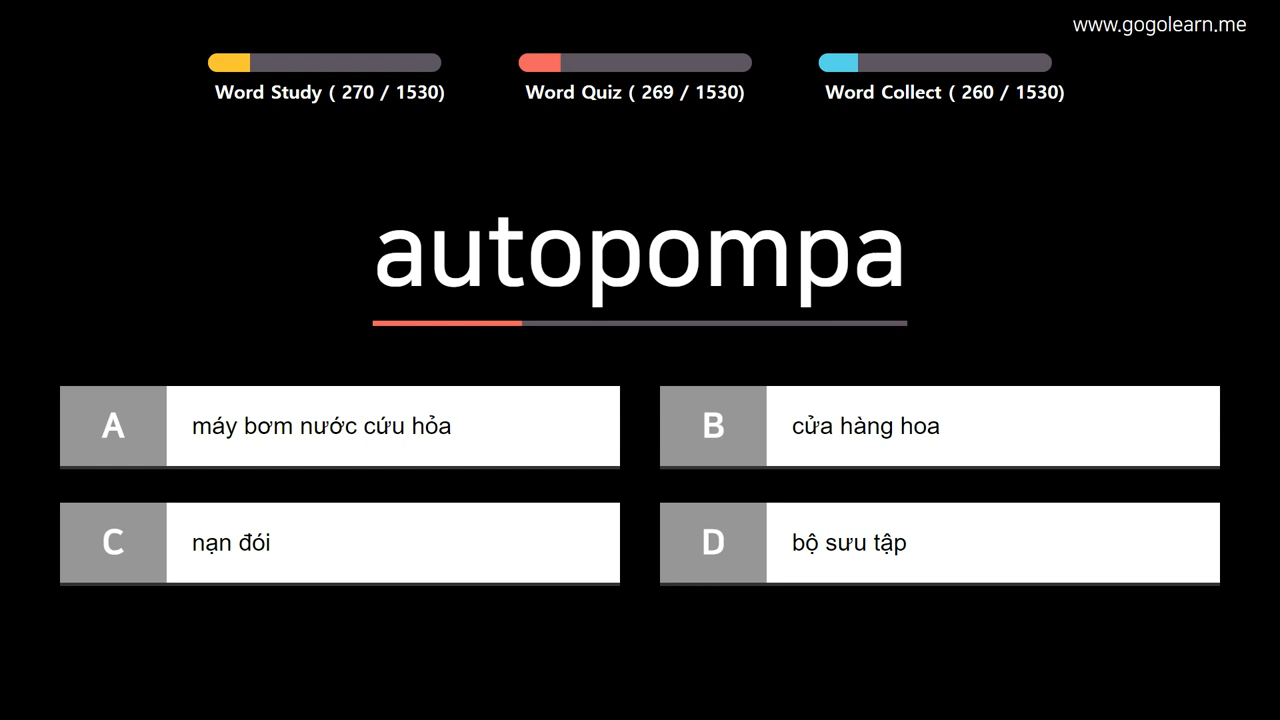 www.gogolearn.me
Word Study ( 270 / 1530)
Word Quiz ( 269 / 1530)
Word Collect ( 260 / 1530)
autopompa
A máy bơm nước cứu hỏa
B cửa hàng hoa
C nạn đói
D bộ sưu tập